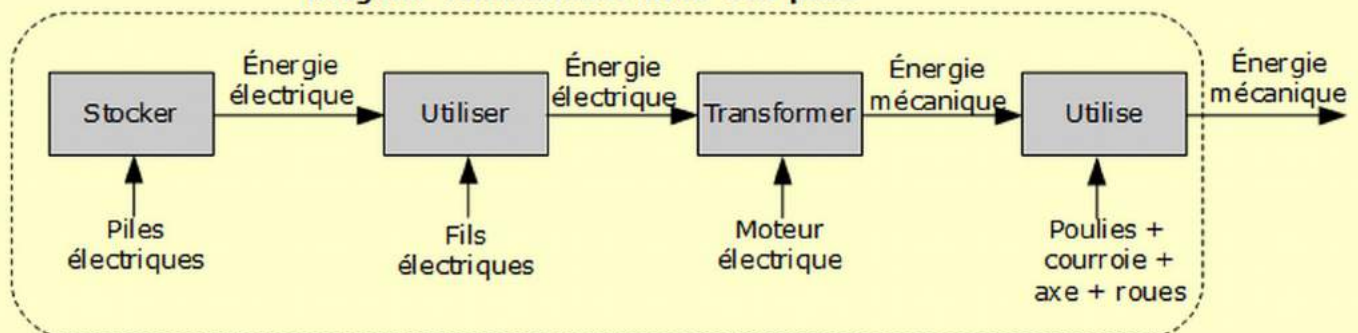 Énergie
électrique
Énergie
électrique
Énergie
mécanique
Énergie
mécanique
Stocker
Utiliser
Transformer
Utilise
Piles
électriques
Fils
électriques
Moteur
électrique
Poulies +
courroie +
axe + roues